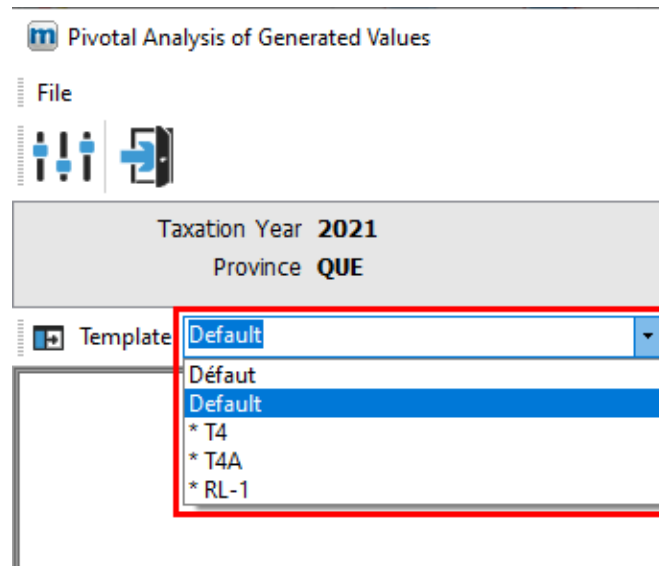 m Pivotal Analysis of Generated Values
File
Taxation Year 2021
Province QUE
Template Default
Défaut
Default
* T4
* T4A
* RL-1